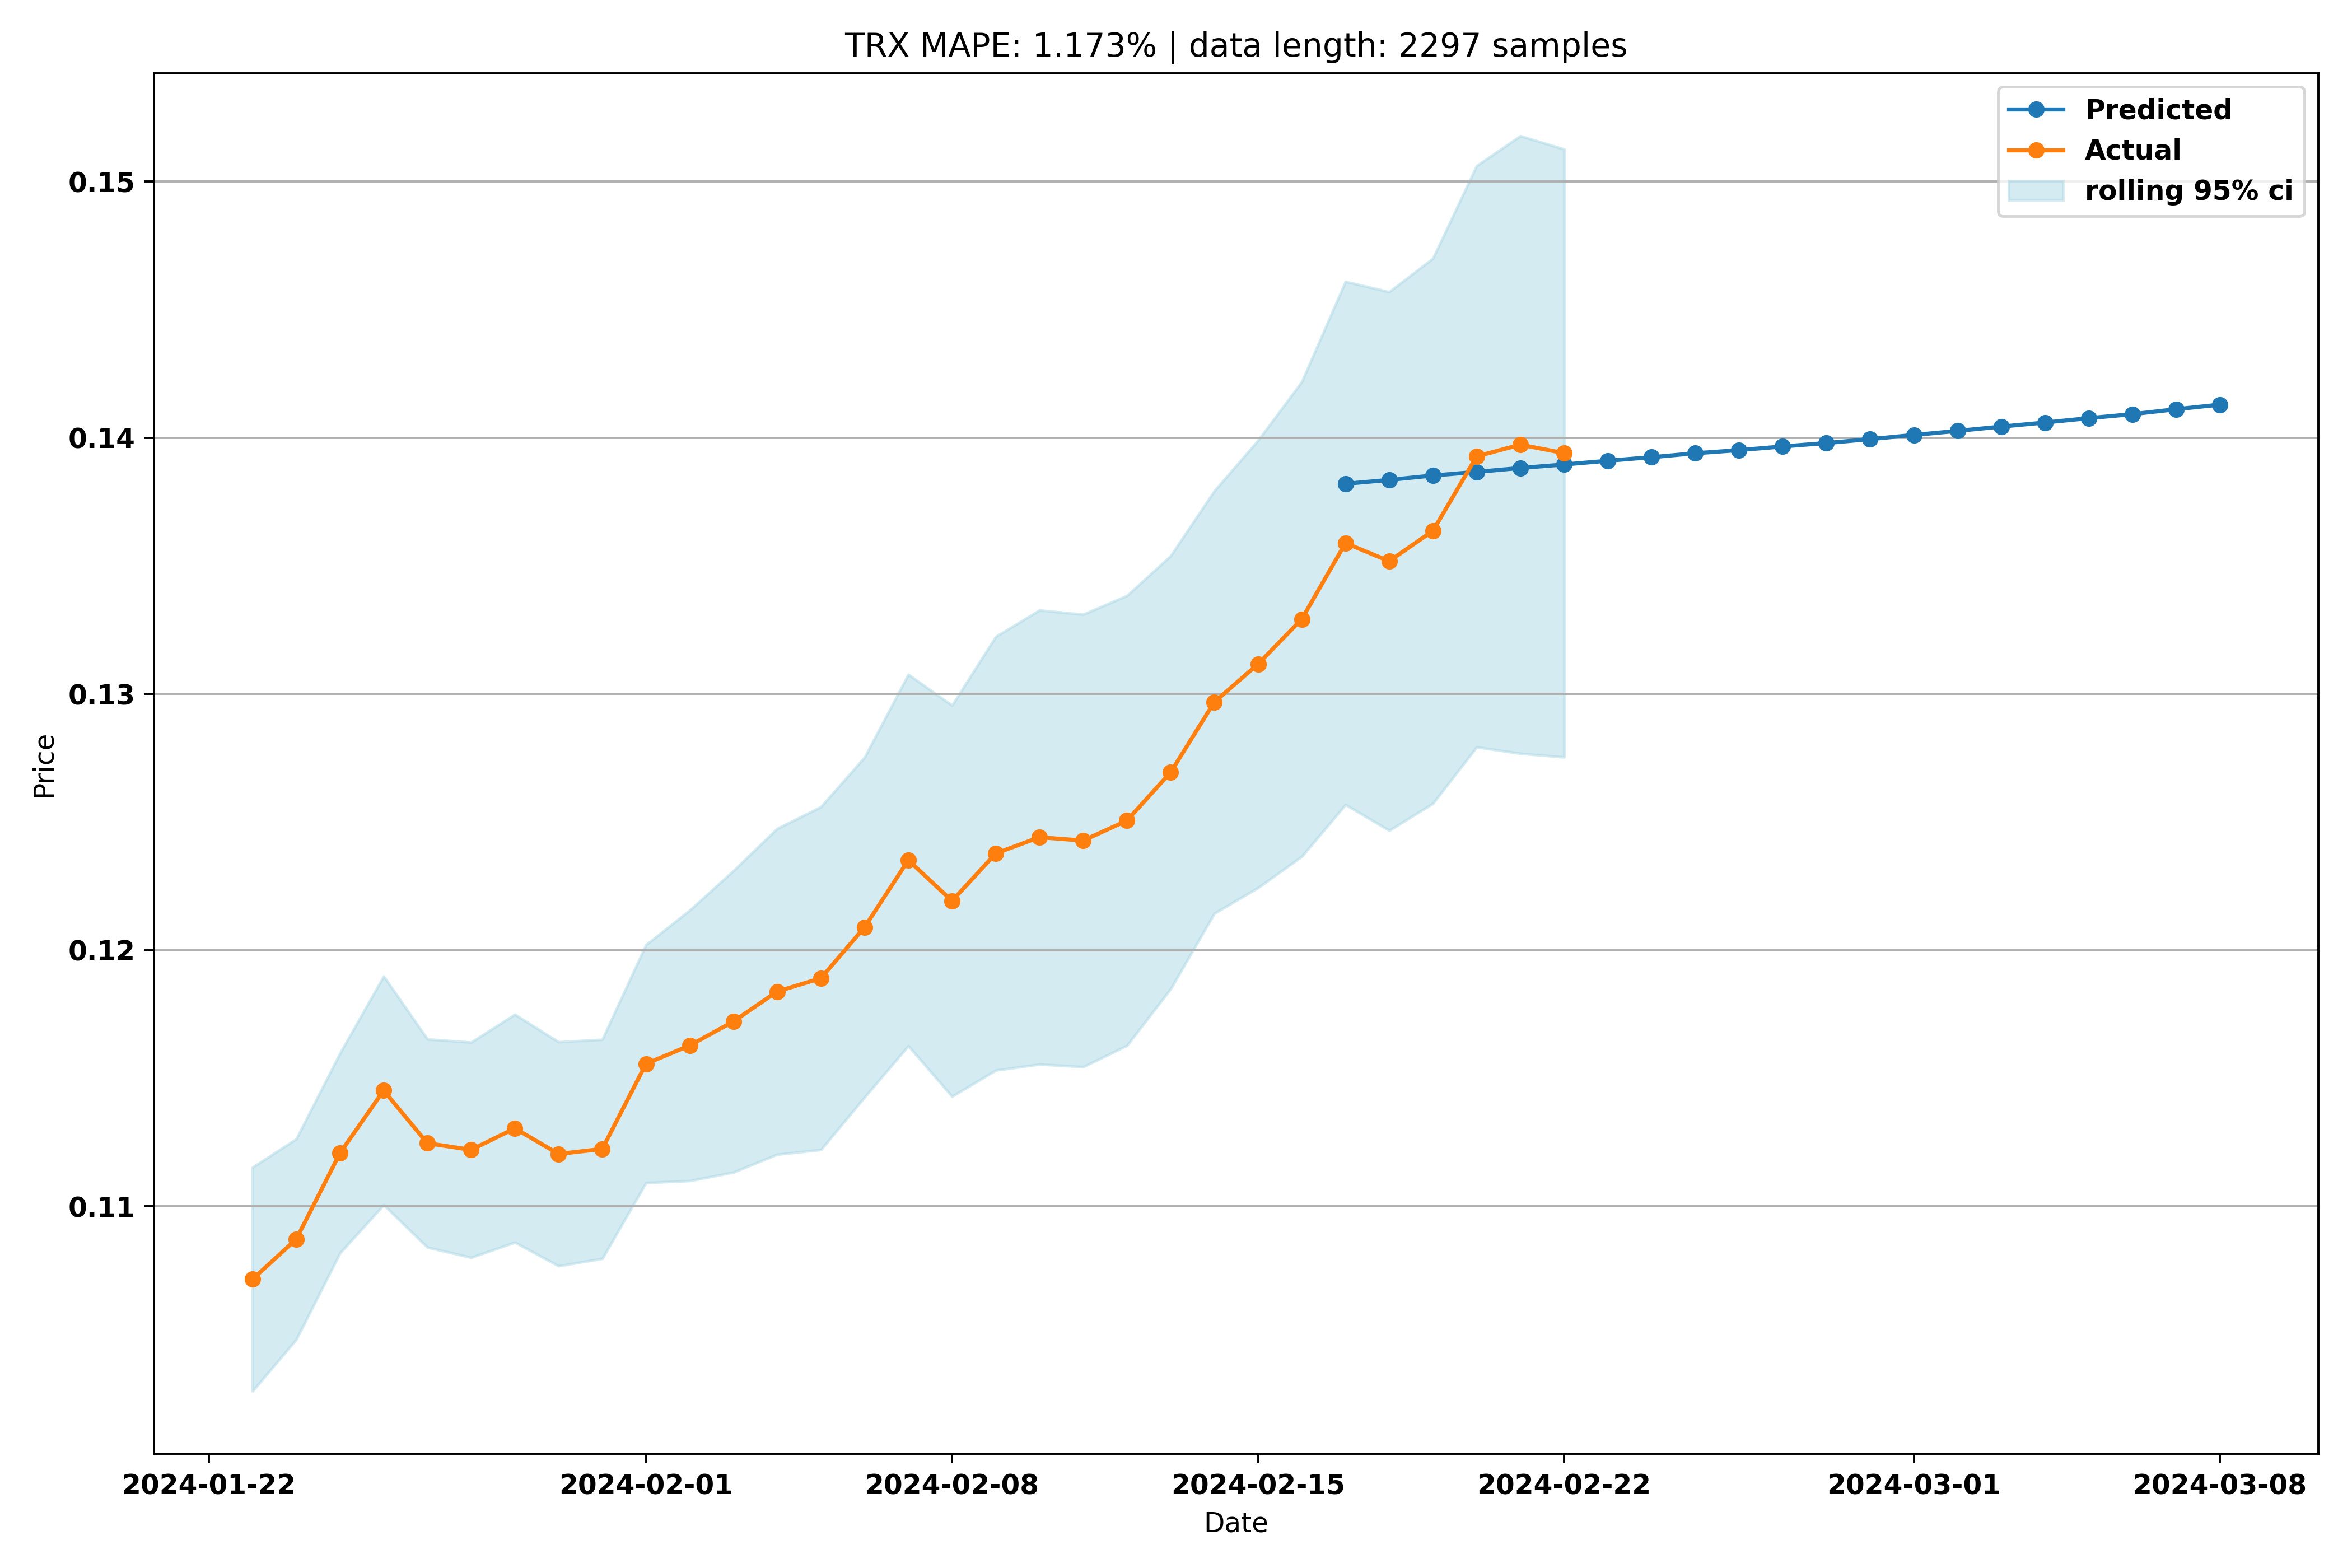 TRX MAPE: 1.173% | data length: 2297 samples
Predicted
Actual
rolling 95% ci
Price
0.15
0.14
0.13
0.12
0.11
2024-01-22
2024-02-01
2024-02-08
2024-02-15
2024-02-22
2024-03-01
2024-03-08
Date